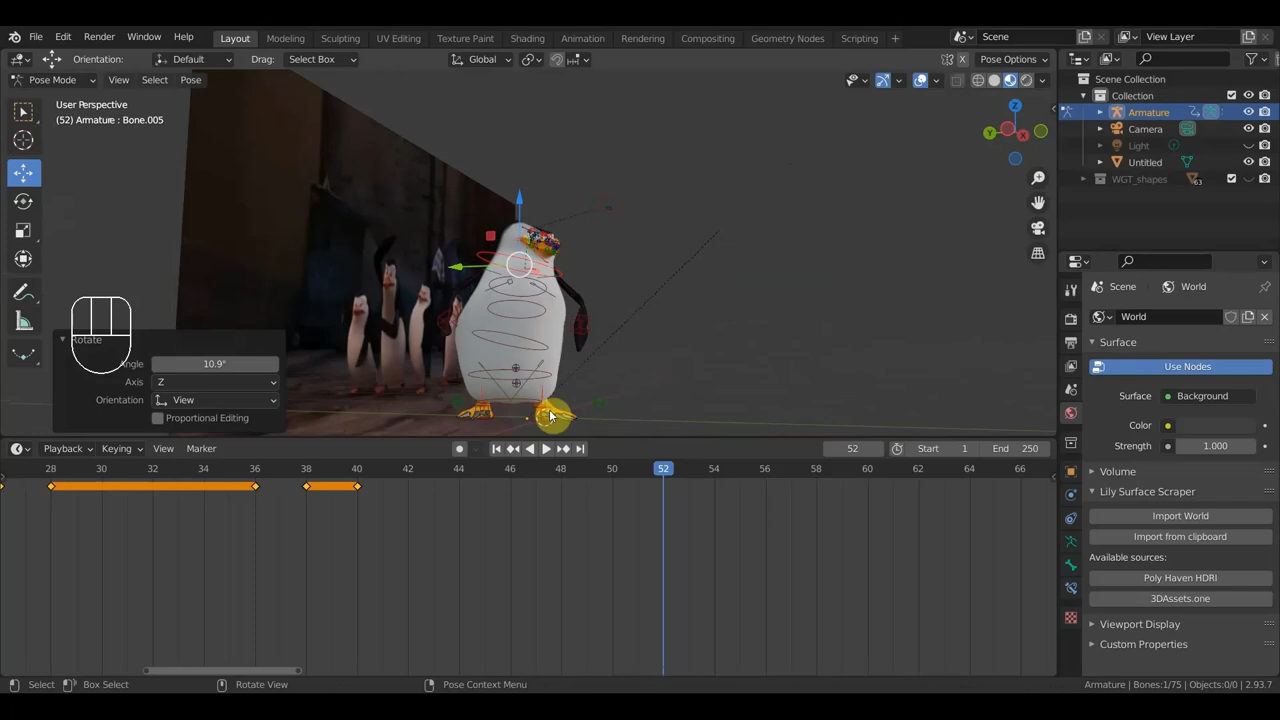 File Edit Render Window Help Layout Modeling Sculpting UV Editing Texture Paint Shading Animation Rendering Compositing Geometry Nodes Scripting + Scene View Layer
Orientation: Default Drag: Select Box Global Pose Options
Pose Mode View Select Pose
User Perspective
(52) Armature : Bone.005
Z
Y
X
Scene Collection
Collection
Armature
Camera
Light
Untitled
WGT_shapes 63
Rotate
Angle 10.9°
Axis Z
Orientation View
Proportional Editing
Scene World
World
Surface
Use Nodes
Surface Background
Color
Strength 1.000
Volume
Lily Surface Scraper
Import World
Import from clipboard
Available sources:
Poly Haven HDRI
3DAssets.one
Viewport Display
Custom Properties
Playback Keying View Marker 52 Start 1 End 250
28 30 32 34 36 38 40 42 44 46 48 50 52 54 56 58 60 62 64 66
Select Box Select Rotate View Pose Context Menu Armature | Bones:1/75 | Objects:0/0 | 2.93.7